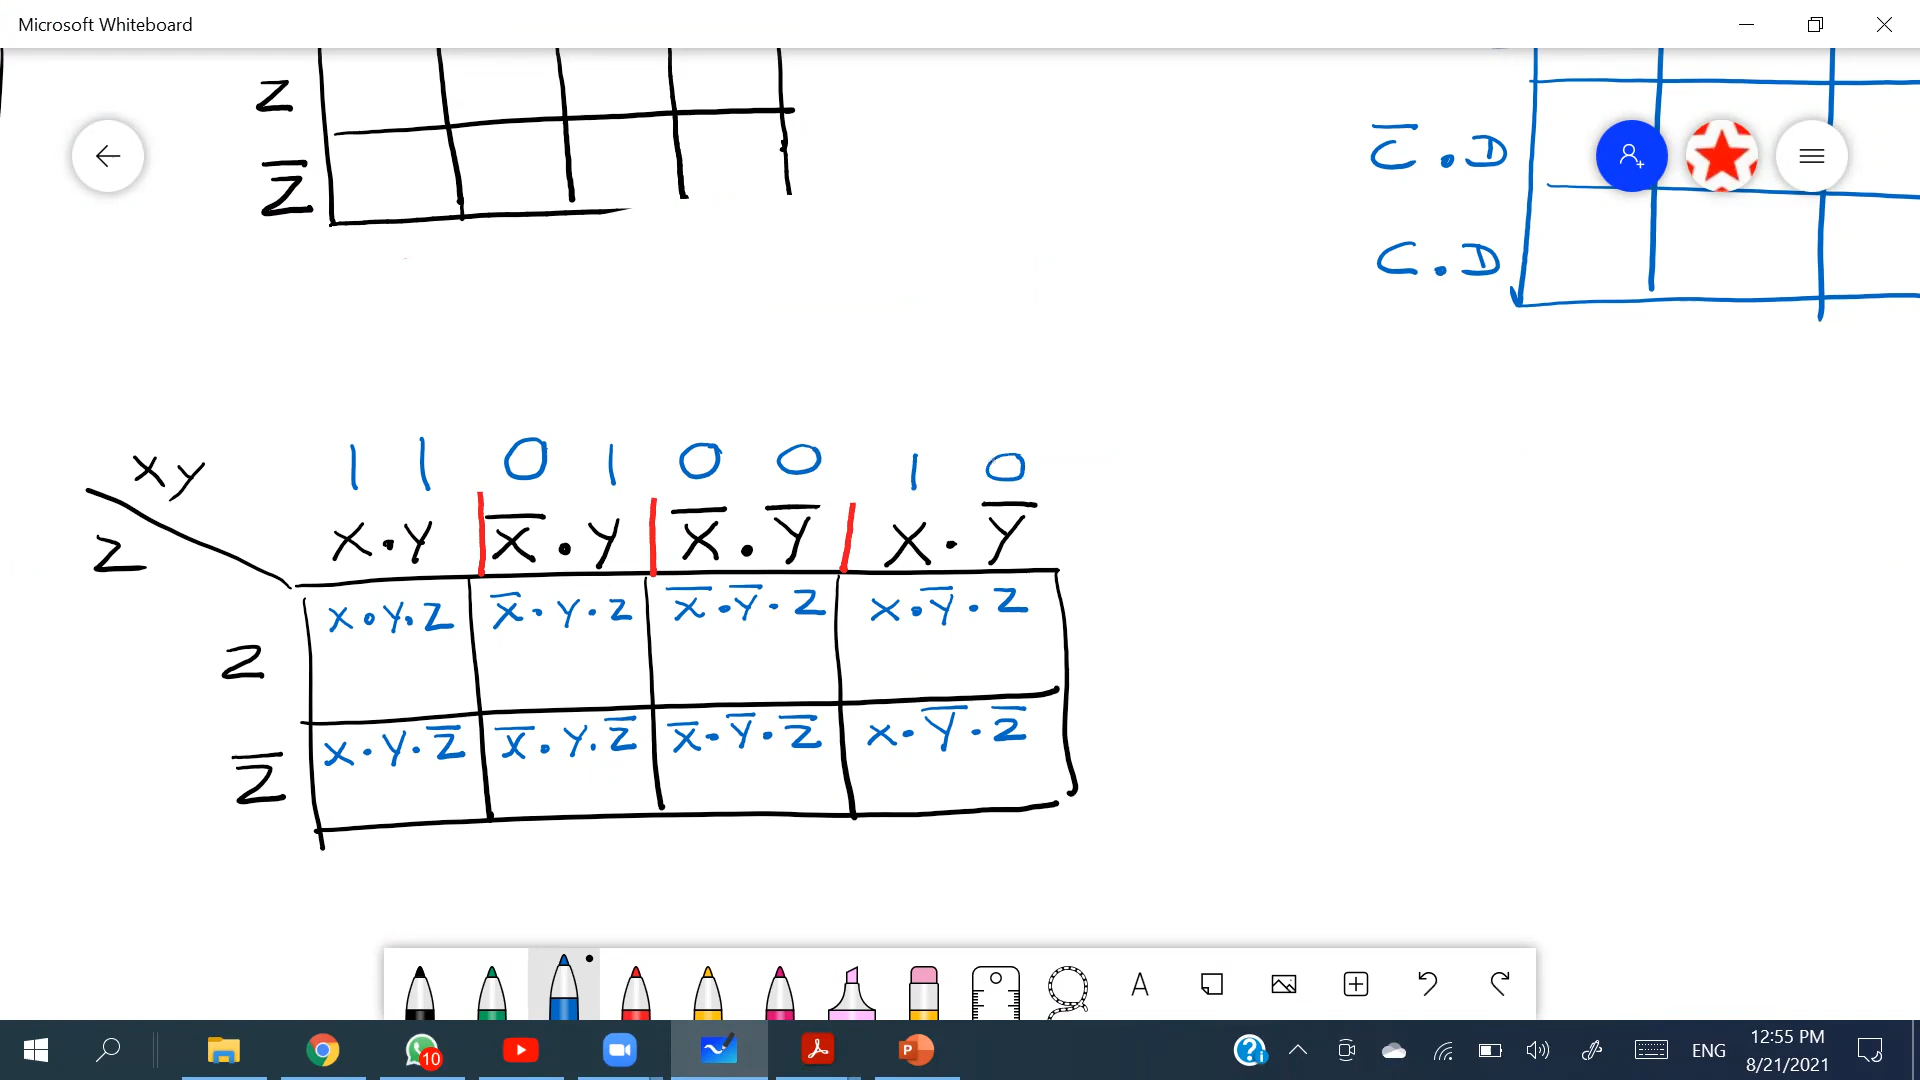 Microsoft Whiteboard
Z
Z̅
C̅ . D
C . D
XY
Z
1 1 0 1 0 0 1 0
X.Y X̅.Y X̅.Y̅ X.Y̅
X.Y.Z X̅.Y.Z X̅.Y̅.Z X.Y̅.Z
Z
X.Y.Z̅ X̅.Y.Z̅ X̅.Y̅.Z̅ X.Y̅.Z̅
Z̅
A
10
P
?
i
ENG
12:55 PM
8/21/2021